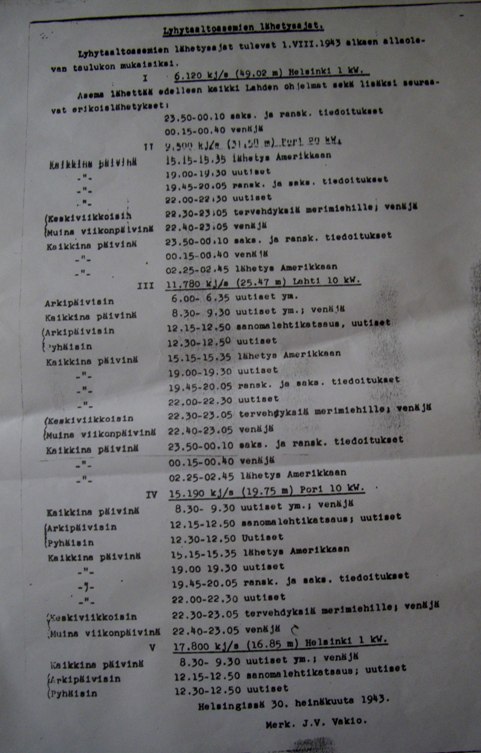 Lyhytaaltoasemien lähetysajat.
Lyhytaaltoasemien lähetysajat tulevat 1.VIII.1943 alkaen allaole-
van taulukon mukaisiksi.
I 6.120 kj/s (49.02 m) Helsinki 1 kW.
Asema lähettää edelleen kaikki Lahden ohjelmat sekä lisäksi seuraa-
vat erikoislähetykset:
23.50-00.10 saks. ja ransk. tiedoitukset
00.15-00.40 venäjä
II 9.500 kj/s (31.58 m) Pori 20 kW.
Kaikkina päivinä 15.15-15.35 lähetys Amerikkaan
-"- 19.00-19.30 uutiset
-"- 19.45-20.05 ransk. ja saks. tiedoitukset
-"- 22.00-22.30 uutiset
(Keskiviikkoisin 22.30-23.05 tervehdyksiä merimiehille; venäjä
(Muina viikonpäivinä 22.40-23.05 venäjä
Kaikkina päivinä 23.50-00.10 saks. ja ransk. tiedoitukset
-"- 00.15-00.40 venäjä
-"- 02.25-02.45 lähetys Amerikkaan
III 11.780 kj/s (25.47 m) Lahti 10 kW.
Arkipäivisin 6.00- 6.35 uutiset ym.
Kaikkina päivinä 8.30- 9.30 uutiset ym.; venäjä
(Arkipäivisin 12.15-12.50 sanomalehtikatsaus, uutiset
(Pyhäisin 12.30-12.50 uutiset
Kaikkina päivinä 15.15-15.35 lähetys Amerikkaan
-"- 19.00-19.30 uutiset
-"- 19.45-20.05 ransk. ja saks. tiedoitukset
-"- 22.00-22.30 uutiset
(Keskiviikkoisin 22.30-23.05 tervehdyksiä merimiehille; venäjä
(Muina viikonpäivinä 22.40-23.05 venäjä
Kaikkina päivinä 23.50-00.10 saks. ja ransk. tiedoitukset
-"- 00.15-00.40 venäjä
-"- 02.25-02.45 lähetys Amerikkaan
IV 15.190 kj/s (19.75 m) Pori 10 kW.
Kaikkina päivinä 8.30- 9.30 uutiset ym.; venäjä
(Arkipäivisin 12.15-12.50 sanomalehtikatsaus; uutiset
(Pyhäisin 12.30-12.50 Uutiset
Kaikkina päivinä 15.15-15.35 lähetys Amerikkaan
-"- 19.00 19.30 uutiset
-"- 19.45-20.05 ransk. ja saks. tiedoitukset
-"- 22.00-22.30 uutiset
(Keskiviikkoisin 22.30-23.05 tervehdyksiä merimiehille; venäjä
(Muina viikonpäivinä 22.40-23.05 venäjä
V 17.800 kj/s (16.85 m) Helsinki 1 kW.
Kaikkina päivinä 8.30- 9.30 uutiset ym.; venäjä
(Arkipäivisin 12.15-12.50 sanomalehtikatsaus; uutiset
(Pyhäisin 12.30-12.50 uutiset
Helsingissä 30. heinäkuuta 1943.
Merk. J.V. Vakio.